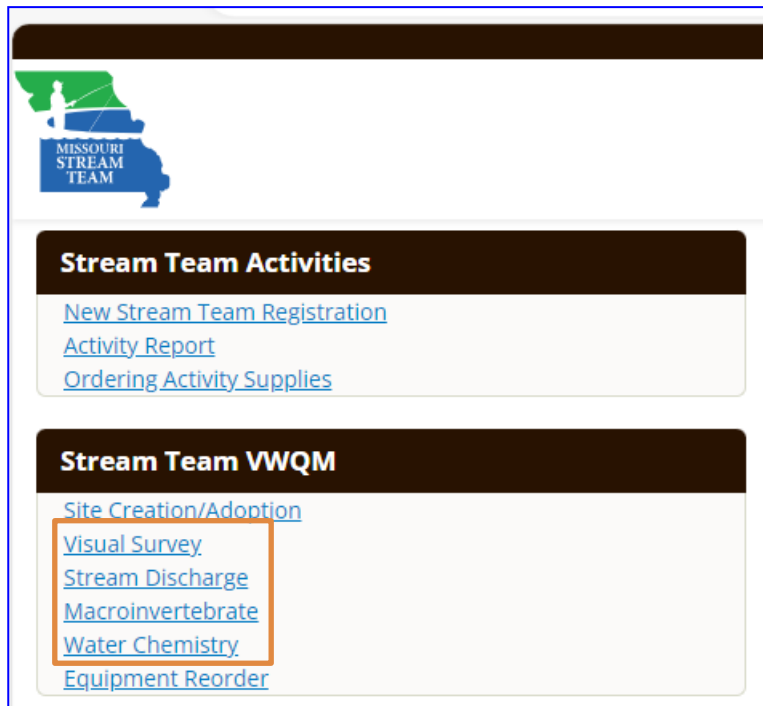 MISSOURI
STREAM
TEAM
Stream Team Activities
New Stream Team Registration
Activity Report
Ordering Activity Supplies
Stream Team VWQM
Site Creation/Adoption
Visual Survey
Stream Discharge
Macroinvertebrate
Water Chemistry
Equipment Reorder